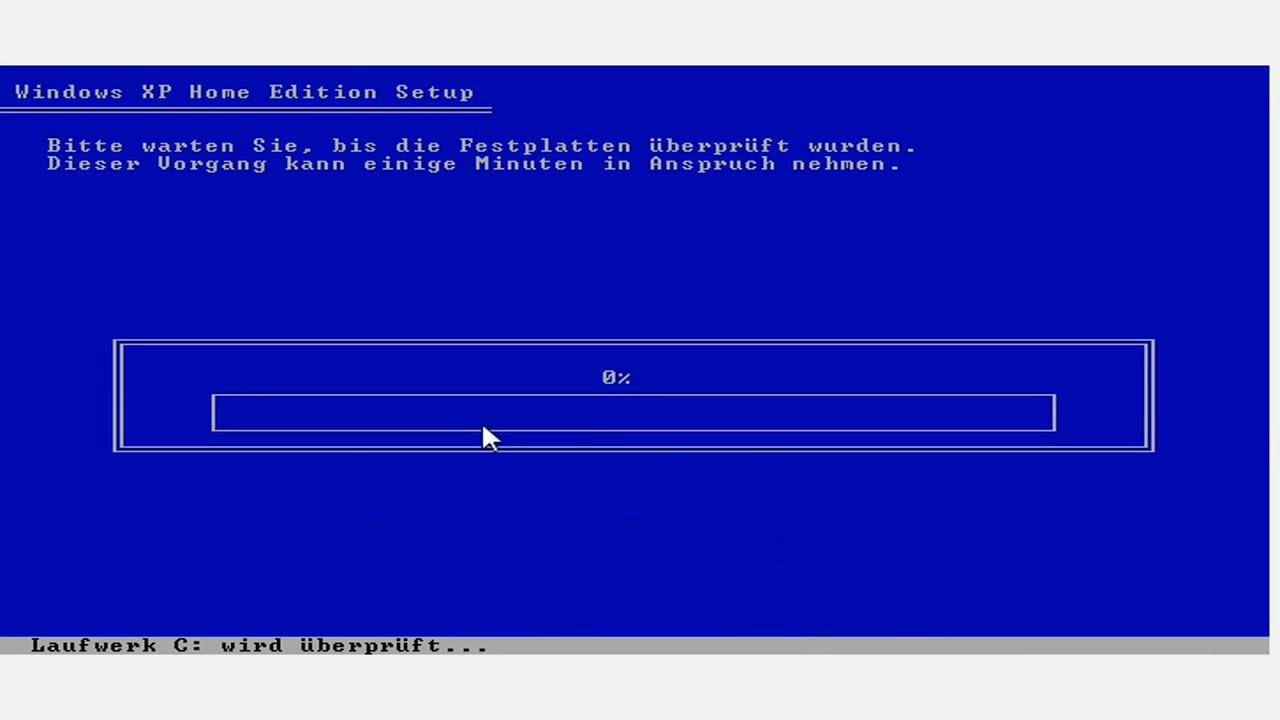 Windows XP Home Edition Setup
Bitte warten Sie, bis die Festplatten überprüft wurden.
Dieser Vorgang kann einige Minuten in Anspruch nehmen.
0%
Laufwerk C: wird überprüft...